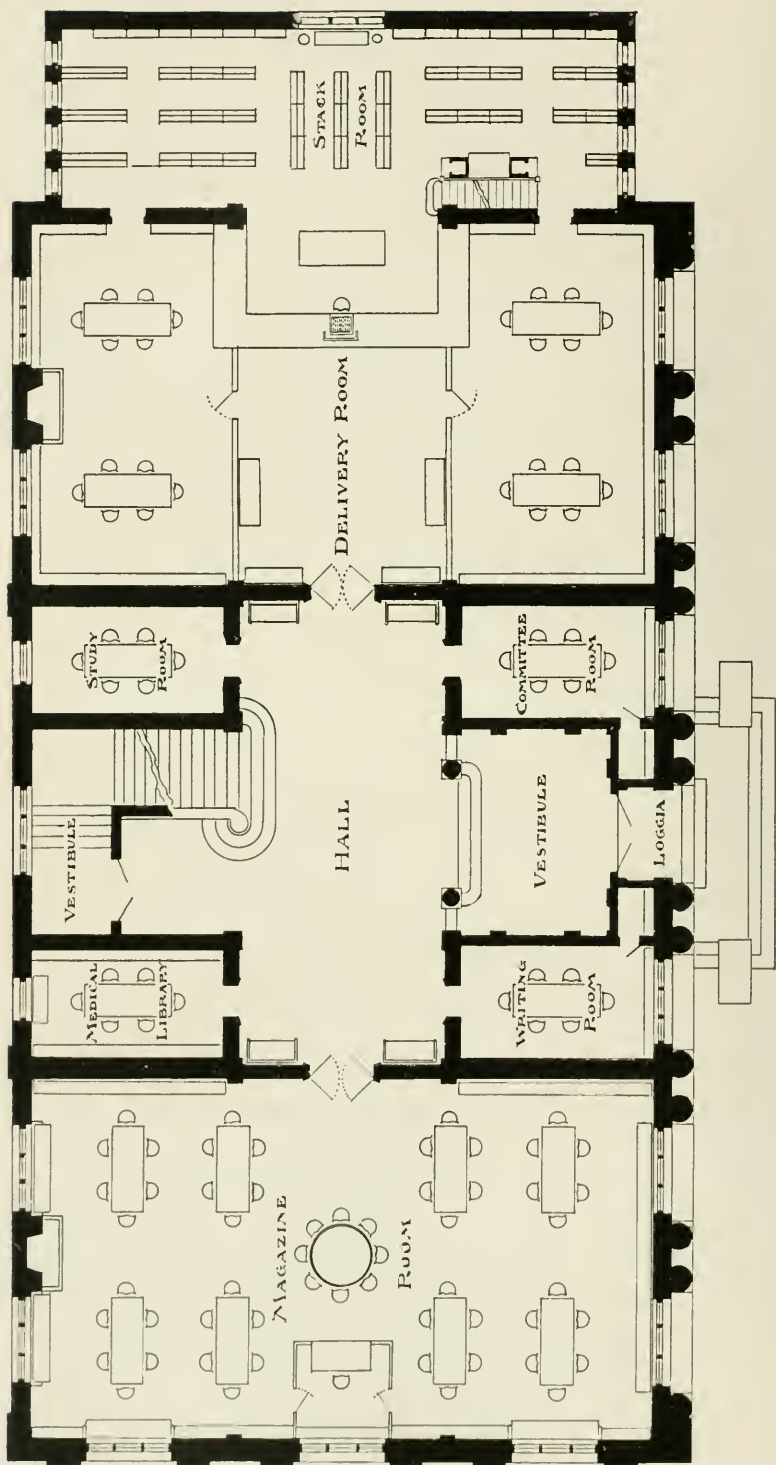 STACK
ROOM
DELIVERY ROOM
STUDY
ROOM
COMMITTEE
ROOM
VESTIBULE
HALL
VESTIBULE
LOGGIA
MEDICAL
LIBRARY
WRITING
ROOM
MAGAZINE
ROOM